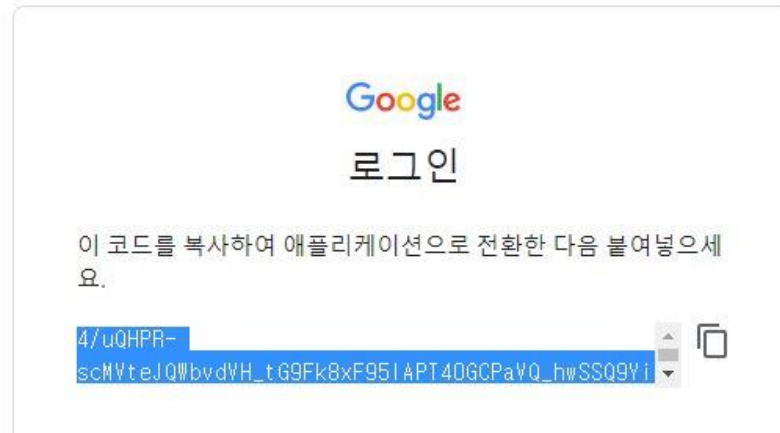 Google
로그인
이 코드를 복사하여 애플리케이션으로 전환한 다음 붙여넣으세
요.
4/uQHPR-
scMVteJQWbvdVH_tG9Fk8xF95IAPT4OGCPaVQ_hwSSQ9Yi